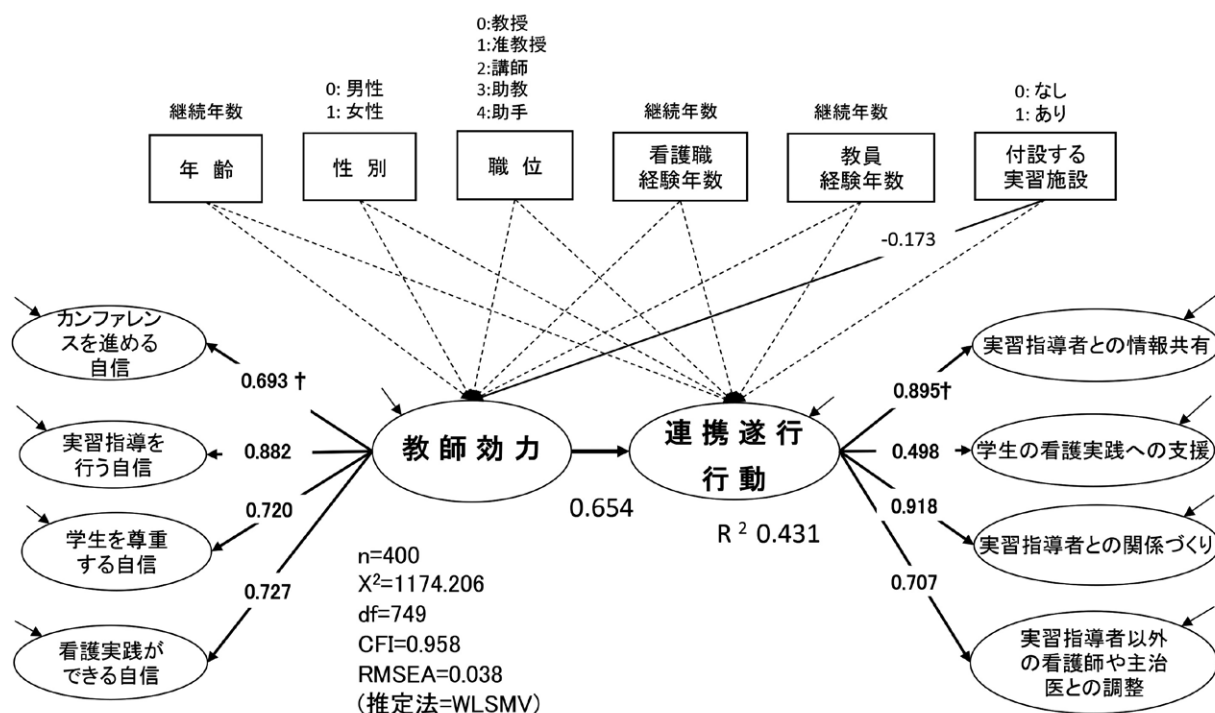 0:教授
1:准教授
2:講師
3:助教
4:助手
0: 男性
1: 女性
0: なし
1: あり
継続年数
継続年数
継続年数
年 齢
性 別
職 位
看護職
経験年数
教員
経験年数
付設する
実習施設
-0.173
カンファレン
スを進める
自信
0.693 †
実習指導を
行う自信
0.882
学生を尊重
する自信
0.720
看護実践が
できる自信
0.727
教師効力
0.654
連携遂行
行動
R² 0.431
実習指導者との情報共有
0.895†
学生の看護実践への支援
0.498
実習指導者との関係づくり
0.918
実習指導者以外
の看護師や主治
医との調整
0.707
n=400
X²=1174.206
df=749
CFI=0.958
RMSEA=0.038
(推定法=WLSMV)